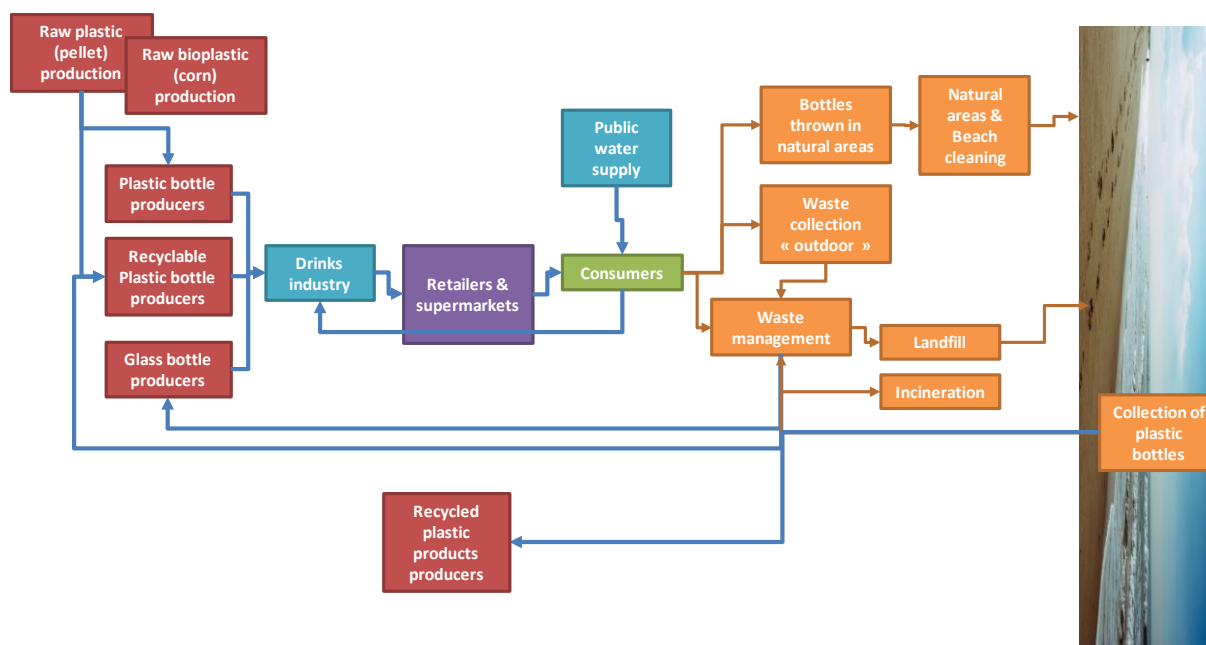 Raw plastic
(pellet)
production
Raw bioplastic
(corn)
production
Plastic bottle
producers
Recyclable
Plastic bottle
producers
Glass bottle
producers
Drinks
industry
Retailers &
supermarkets
Public
water
supply
Consumers
Bottles
thrown in
natural areas
Natural
areas &
Beach
cleaning
Waste
collection
« outdoor »
Waste
management
Landfill
Incineration
Collection of
plastic
bottles
Recycled
plastic
products
producers